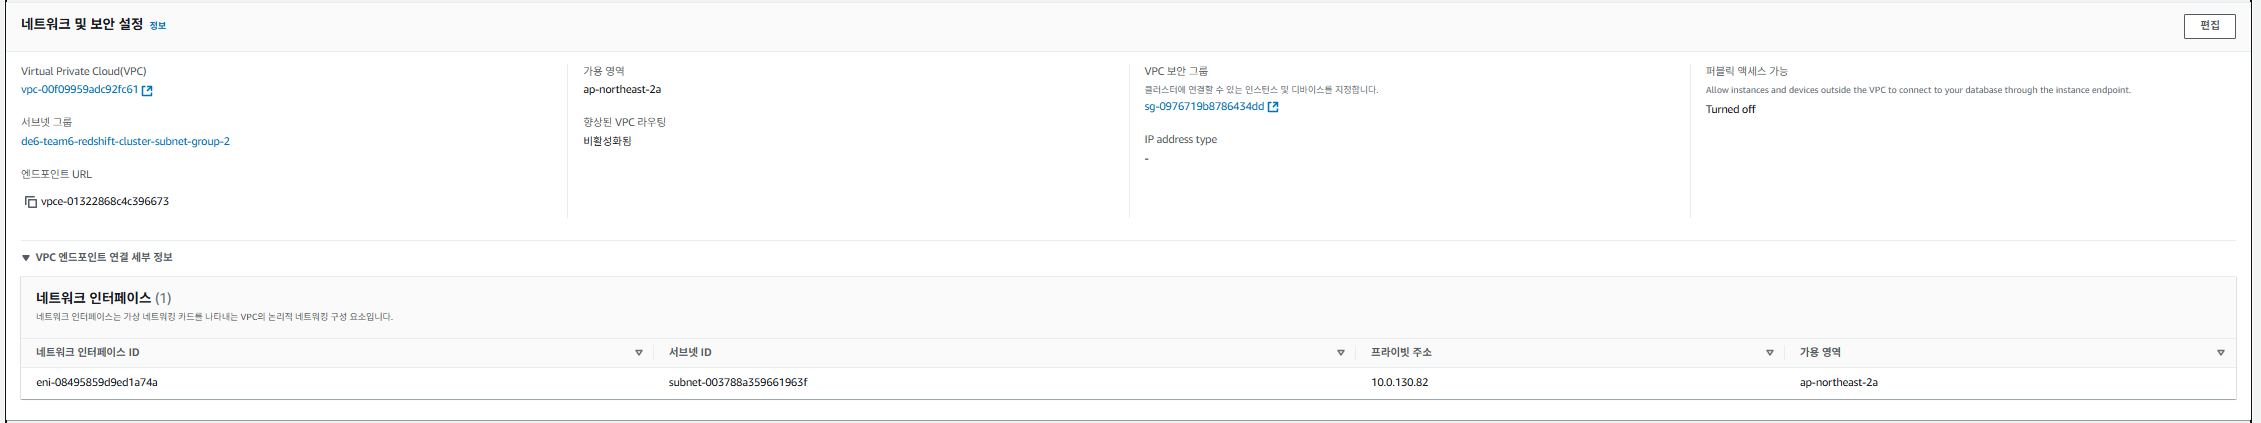 네트워크 및 보안 설정 정보
편집
Virtual Private Cloud(VPC)
vpc-00f09959adc92fc61
서브넷 그룹
de6-team6-redshift-cluster-subnet-group-2
엔드포인트 URL
vpce-01322868c4c396673
가용 영역
ap-northeast-2a
향상된 VPC 라우팅
비활성화됨
VPC 보안 그룹
클러스터에 연결할 수 있는 인스턴스 및 디바이스를 지정합니다.
sg-0976719b8786434dd
IP address type
-
퍼블릭 액세스 가능
Allow instances and devices outside the VPC to connect to your database through the instance endpoint.
Turned off
VPC 엔드포인트 연결 세부 정보
네트워크 인터페이스 (1)
네트워크 인터페이스는 가상 네트워킹 카드를 나타내는 VPC의 논리적 네트워킹 구성 요소입니다.
네트워크 인터페이스 ID 서브넷 ID 프라이빗 주소 가용 영역
eni-08495859d9ed1a74a subnet-003788a359661963f 10.0.130.82 ap-northeast-2a